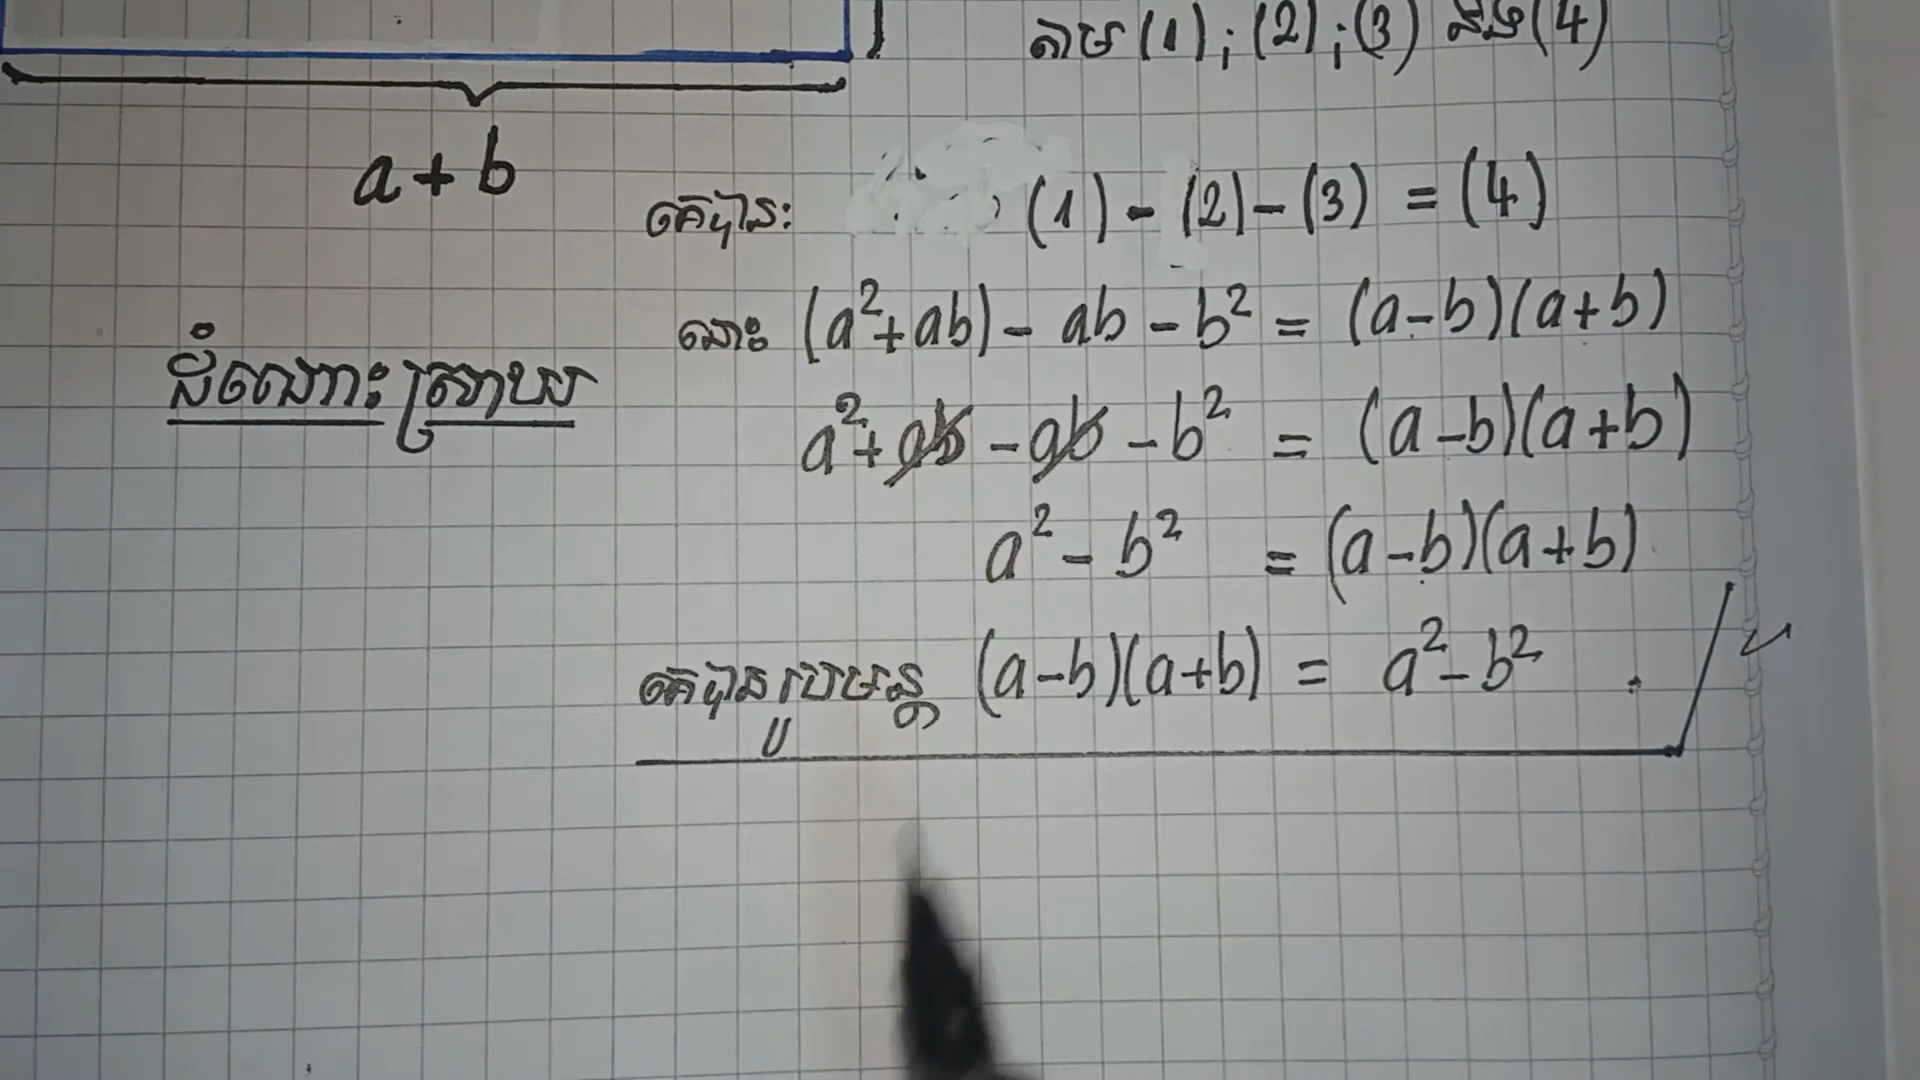 តាម (1) ; (2) ; (3) និង (4)
a + b
គេបាន: (1) - (2) - (3) = (4)
ដំណោះស្រាយ
នោះ (a² + ab) - ab - b² = (a - b)(a + b)
a² + ab - ab - b² = (a - b)(a + b)
a² - b² = (a - b)(a + b)
គេបានរូបមន្ត (a - b)(a + b) = a² - b² .